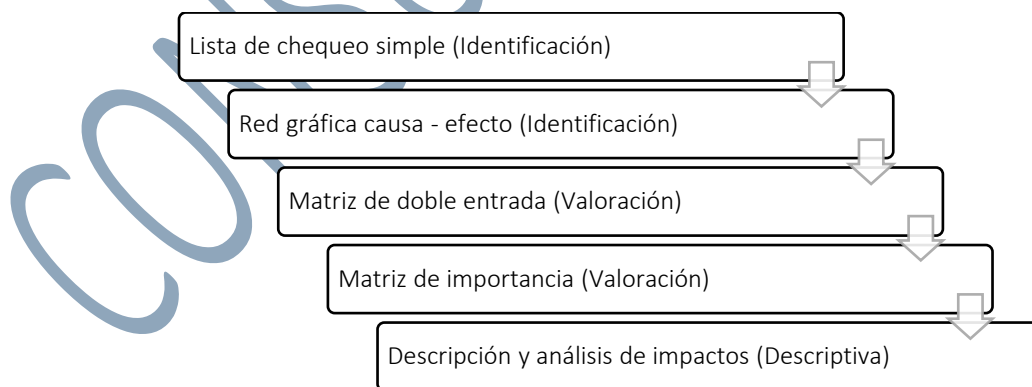 Lista de chequeo simple (Identificación)
Red gráfica causa - efecto (Identificación)
Matriz de doble entrada (Valoración)
Matriz de importancia (Valoración)
Descripción y análisis de impactos (Descriptiva)